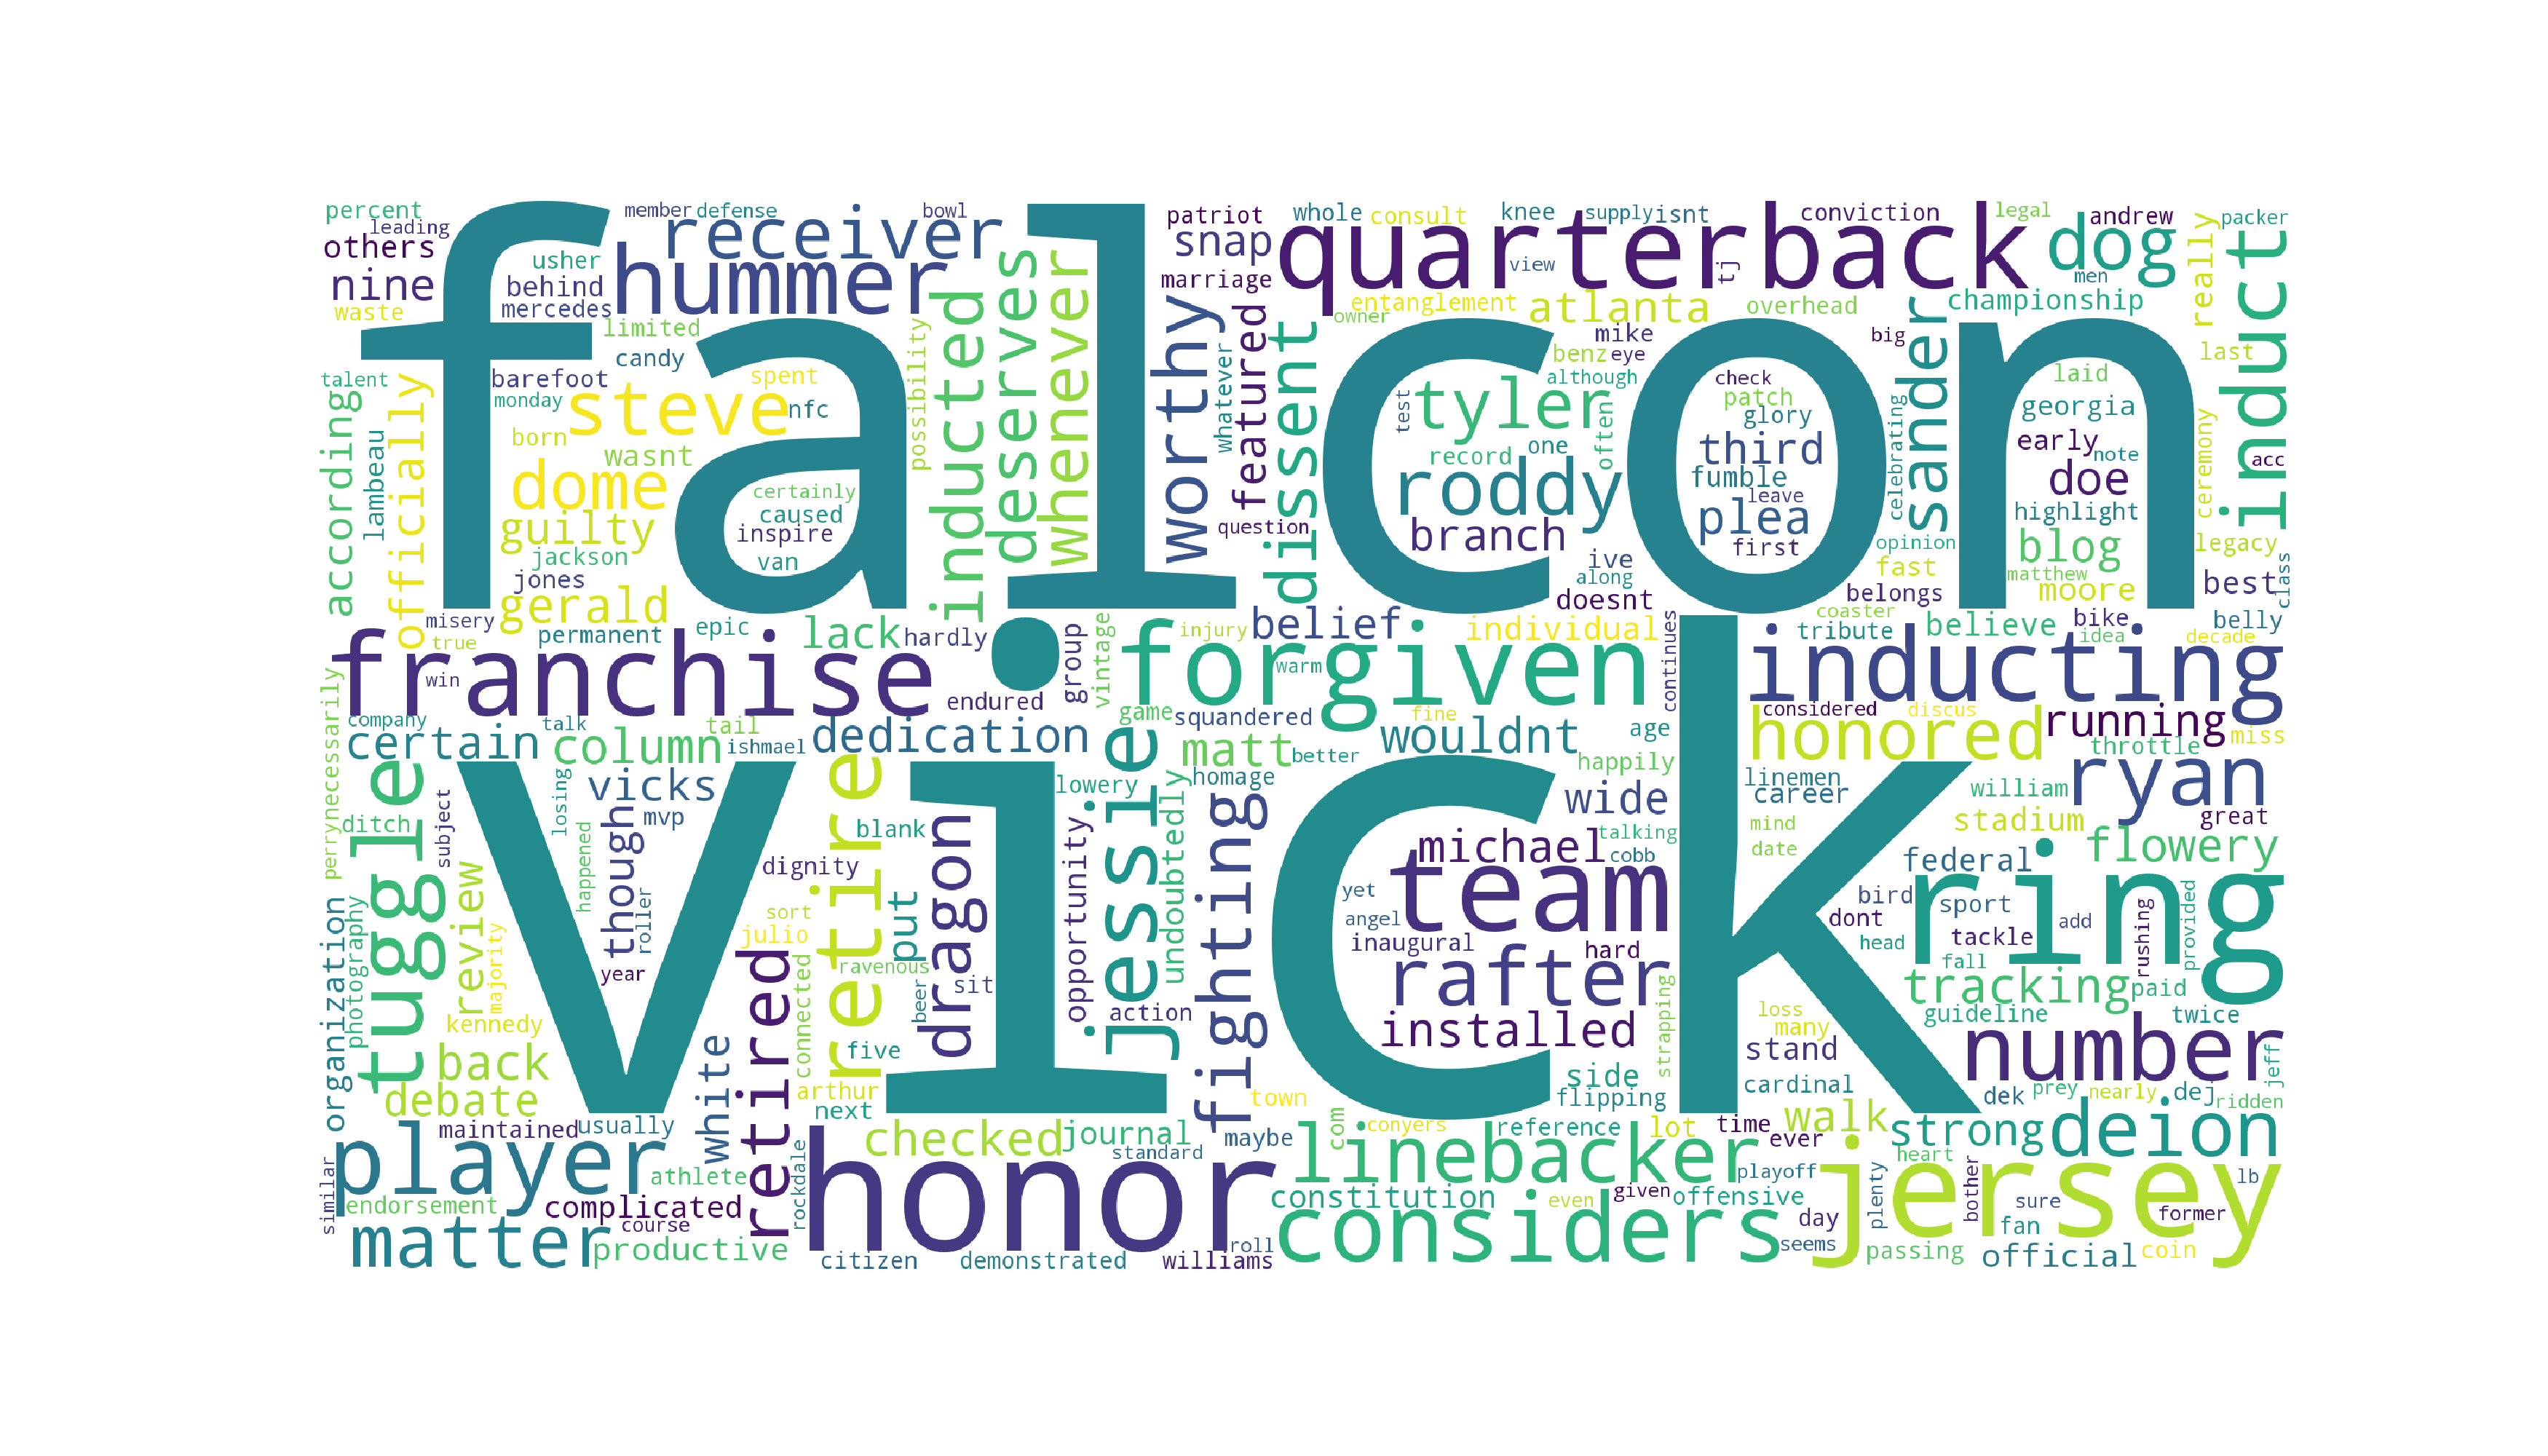 falcon
vick
quarterback
franchise
forgiven
inducting
honor
jersey
team
ring
player
considers
linebacker
number
tuggle
jessie
retire
retired
fighting
dragon
rafter
ryan
honored
deion
matter
hummer
receiver
steve
dome
guilty
gerald
inducted
deserves
whenever
worthy
featured
dissent
snap
dog
induct
sander
atlanta
tyler
roddy
branch
third
plea
doe
blog
moore
best
percent
leading
others
nine
waste
member
defense
bowl
usher
behind
mercedes
limited
candy
barefoot
monday
spent
nfc
born
wasnt
talent
according
officially
lambeau
certainly
caused
inspire
van
jackson
jones
possibility
patriot
marriage
whatever
question
whole
consult
knee
supply
isnt
view
tj
conviction
legal
andrew
packer
men
really
entanglement
owner
overhead
championship
big
last
mike
benz
eye
although
check
patch
glory
test
often
record
one
fumble
leave
first
ive
along
doesnt
laid
georgia
early
note
highlight
celebrating
ceremony
acc
opinion
legacy
fast
matthew
belongs
class
coaster
bike
belly
tribute
believe
idea
decade
misery
true
permanent
epic
lack
hardly
win
endured
group
vintage
injury
belief
warm
individual
continues
company
talk
tail
ishmael
certain
column
dedication
game
squandered
fine
matt
better
wouldnt
age
considered
discus
running
throttle
miss
perrynecessarily
ditch
subject
losing
happened
vicks
though
mvp
roller
year
review
majority
blank
dignity
sort
julio
put
ravenous
beer
sit
connected
five
arthur
next
lowery
opportunity
undoubtedly
action
homage
happily
wide
linemen
career
william
stadium
great
michael
talking
cobb
mind
date
federal
flowery
yet
angel
inaugural
hard
installed
strapping
bird
sport
dont
head
tackle
add
fall
rushing
provided
tracking
paid
guideline
twice
loss
many
stand
cardinal
side
flipping
dek
prey
nearly
dej
ridden
jeff
organization
photography
kennedy
back
debate
white
maintained
usually
checked
journal
standard
maybe
town
com
conyers
reference
lot
time
ever
walk
strong
similar
endorsement
athlete
complicated
course
productive
rockdale
citizen
demonstrated
williams
roll
constitution
even
given
offensive
playoff
day
seems
plenty
heart
passing
bother
sure
fan
official
former
coin
lb